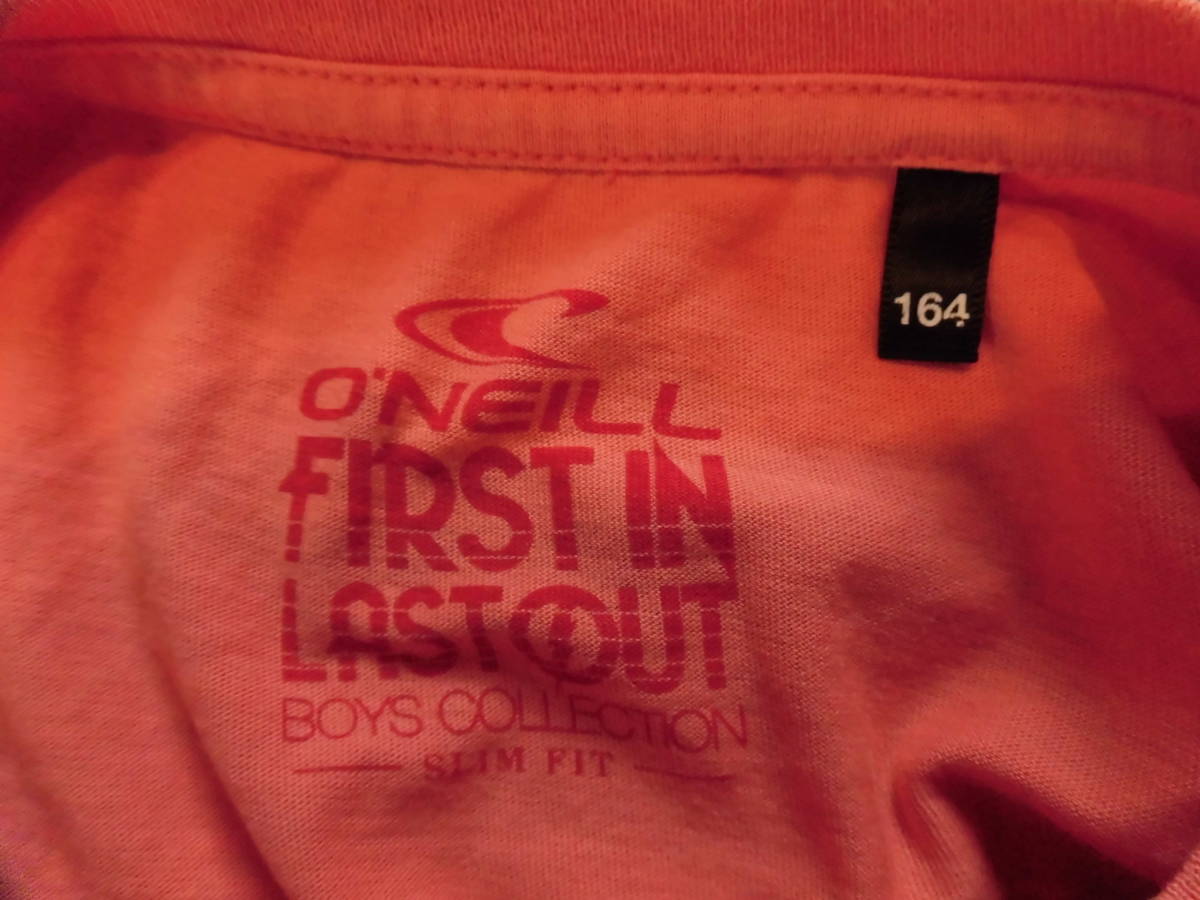 164
O'NEILL
FIRST IN
LAST OUT
BOYS COLLECTION
SLIM FIT